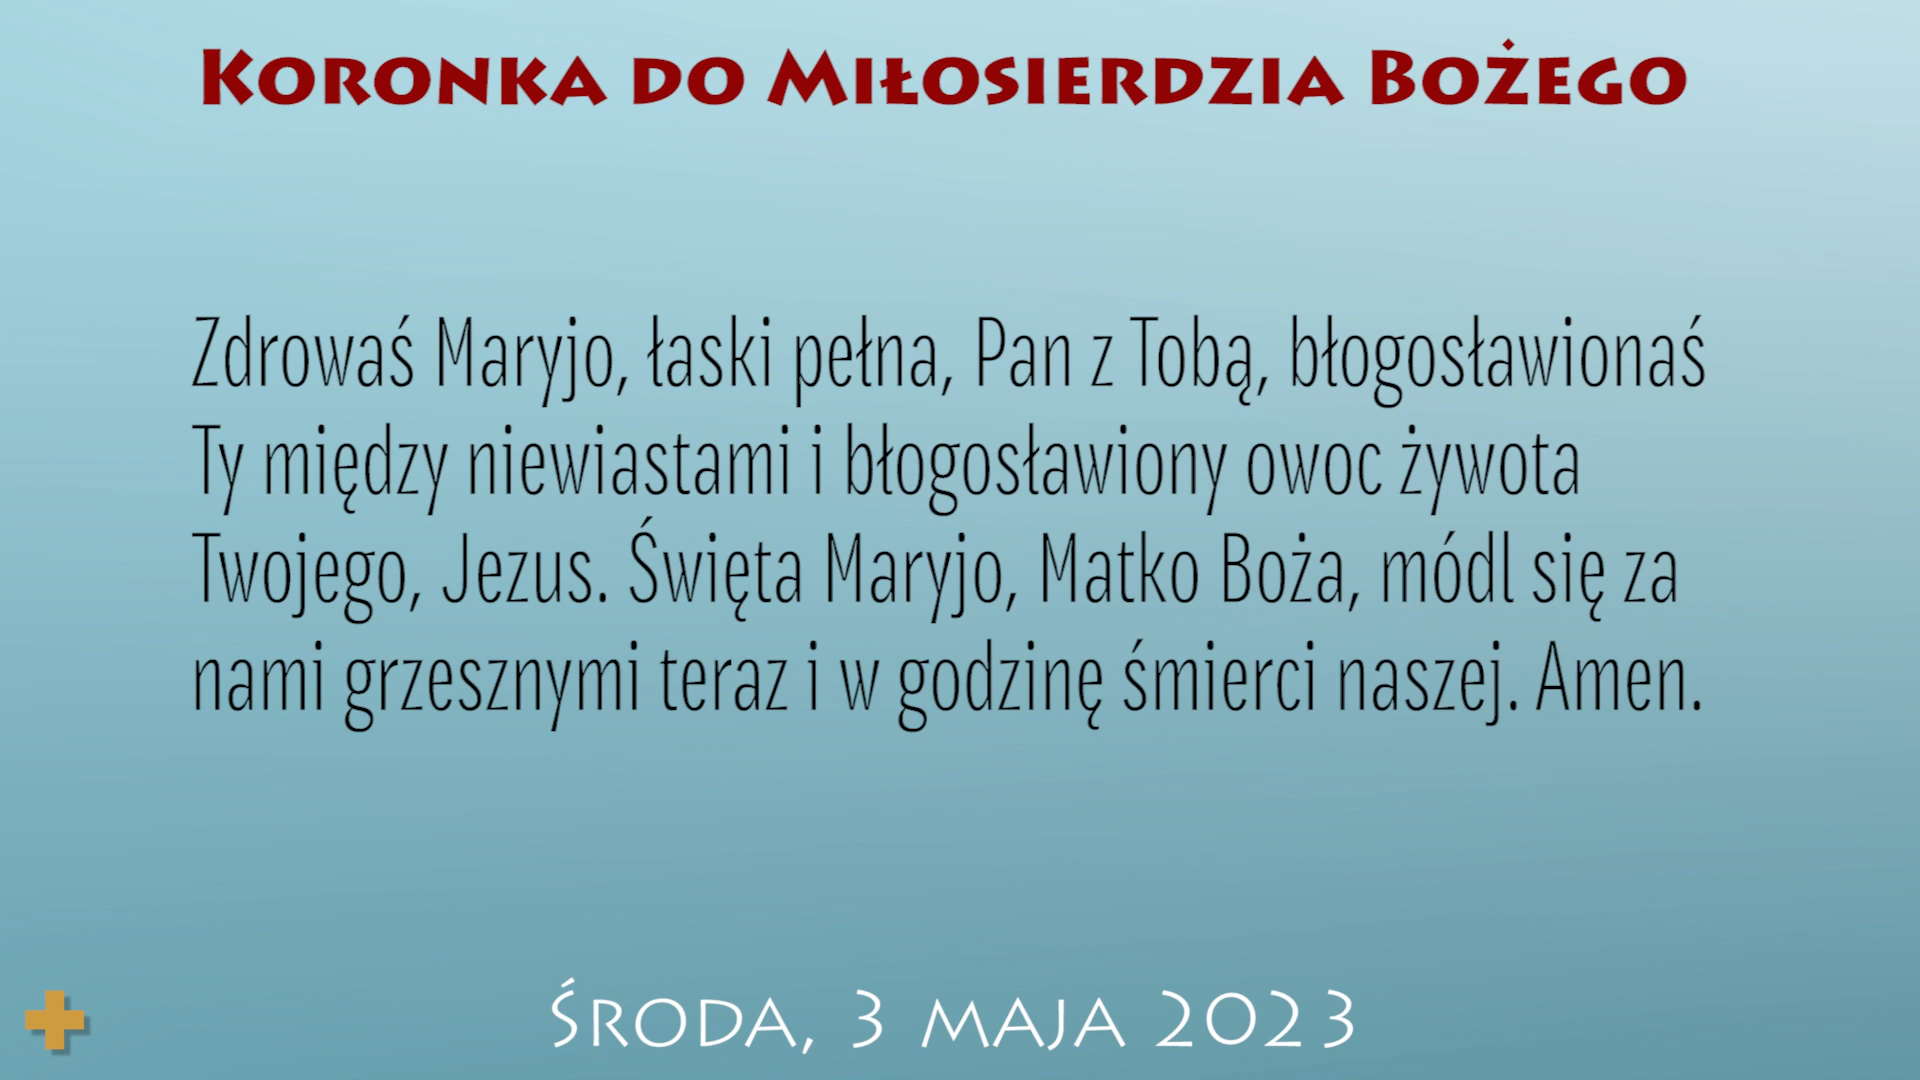 Koronka do Miłosierdzia Bożego
Zdrowaś Maryjo, łaski pełna, Pan z Tobą, błogosławionaś
Ty między niewiastami i błogosławiony owoc żywota
Twojego, Jezus. Święta Maryjo, Matko Boża, módl się za
nami grzesznymi teraz i w godzinę śmierci naszej. Amen.
Środa, 3 maja 2023